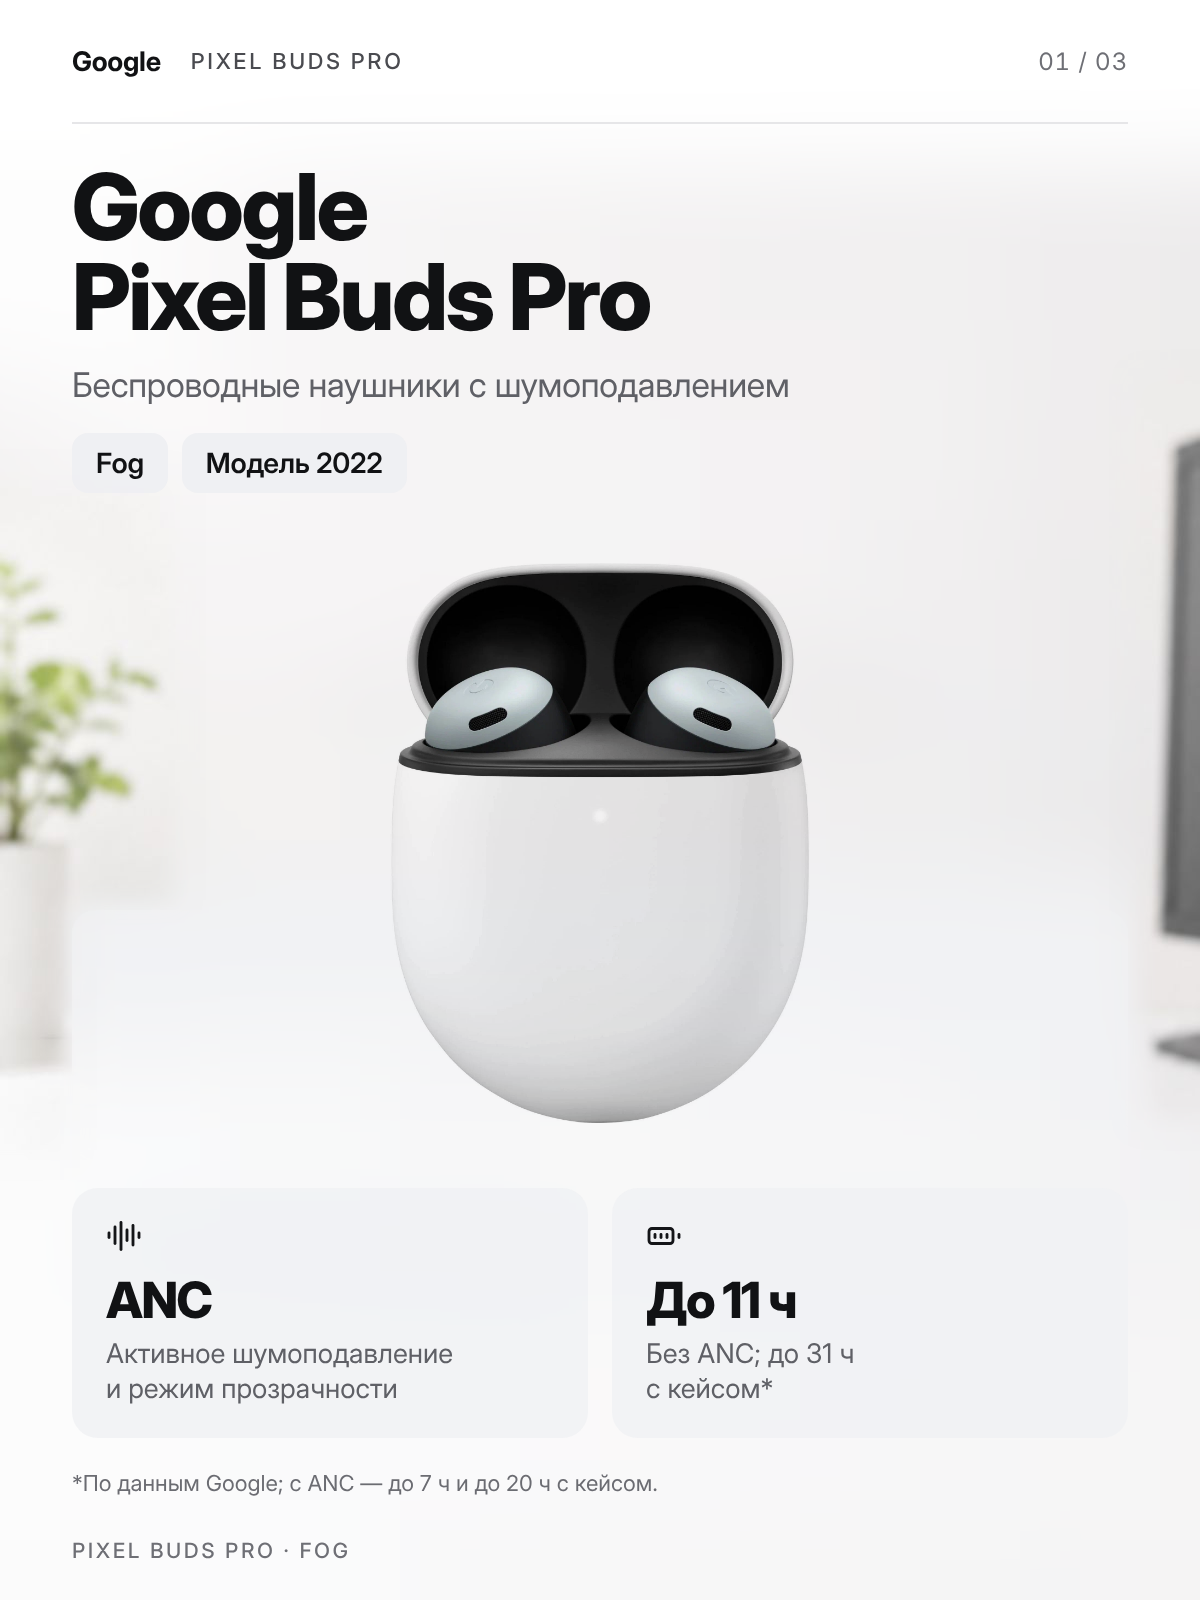 Google PIXEL BUDS PRO 01 / 03
Google
Pixel Buds Pro
Беспроводные наушники с шумоподавлением
Fog Модель 2022
ANC
Активное шумоподавление
и режим прозрачности
До 11 ч
Без ANC; до 31 ч
с кейсом*
*По данным Google; с ANC — до 7 ч и до 20 ч с кейсом.
PIXEL BUDS PRO · FOG